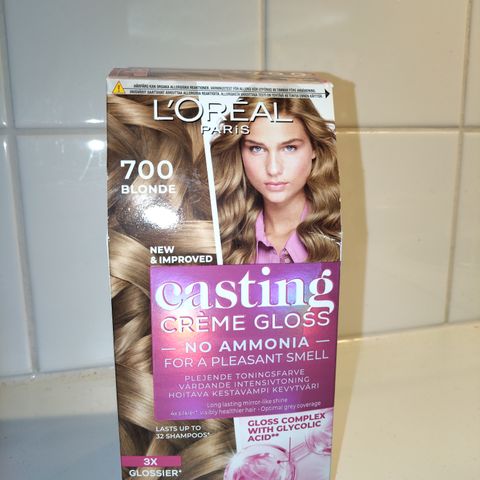 L'ORÉAL
PARIS
700
BLONDE
NEW
& IMPROVED
casting
CRÈME GLOSS
NO AMMONIA
FOR A PLEASANT SMELL
PLEJENDE TONINGSFARVE
VÅRDANDE INTENSIVTONING
HOITAVA KESTÄVÄMPI KEVYTVÄRI
Long lasting mirror-like shine
4x silkier* visibly healthier hair • Optimal grey coverage
LASTS UP TO
32 SHAMPOOS*
GLOSS COMPLEX
WITH GLYCOLIC
ACID**
3X
GLOSSIER*